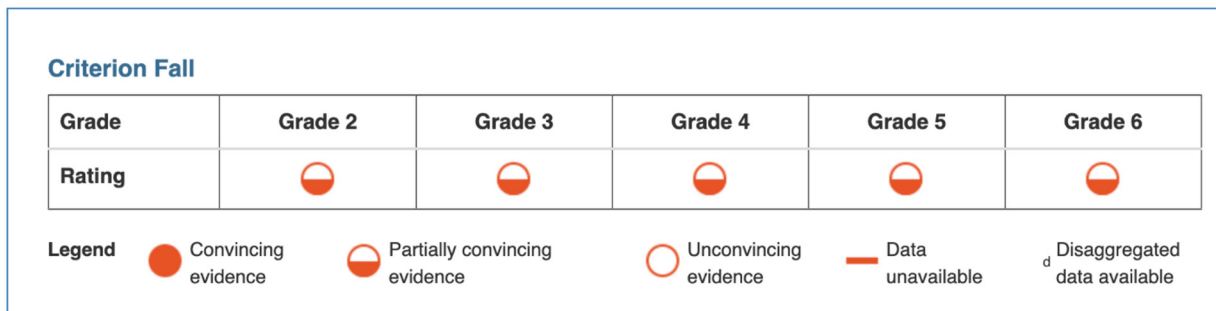 Criterion Fall
Grade Grade 2 Grade 3 Grade 4 Grade 5 Grade 6
Rating
Legend Convincing evidence Partially convincing evidence Unconvincing evidence Data unavailable d Disaggregated data available